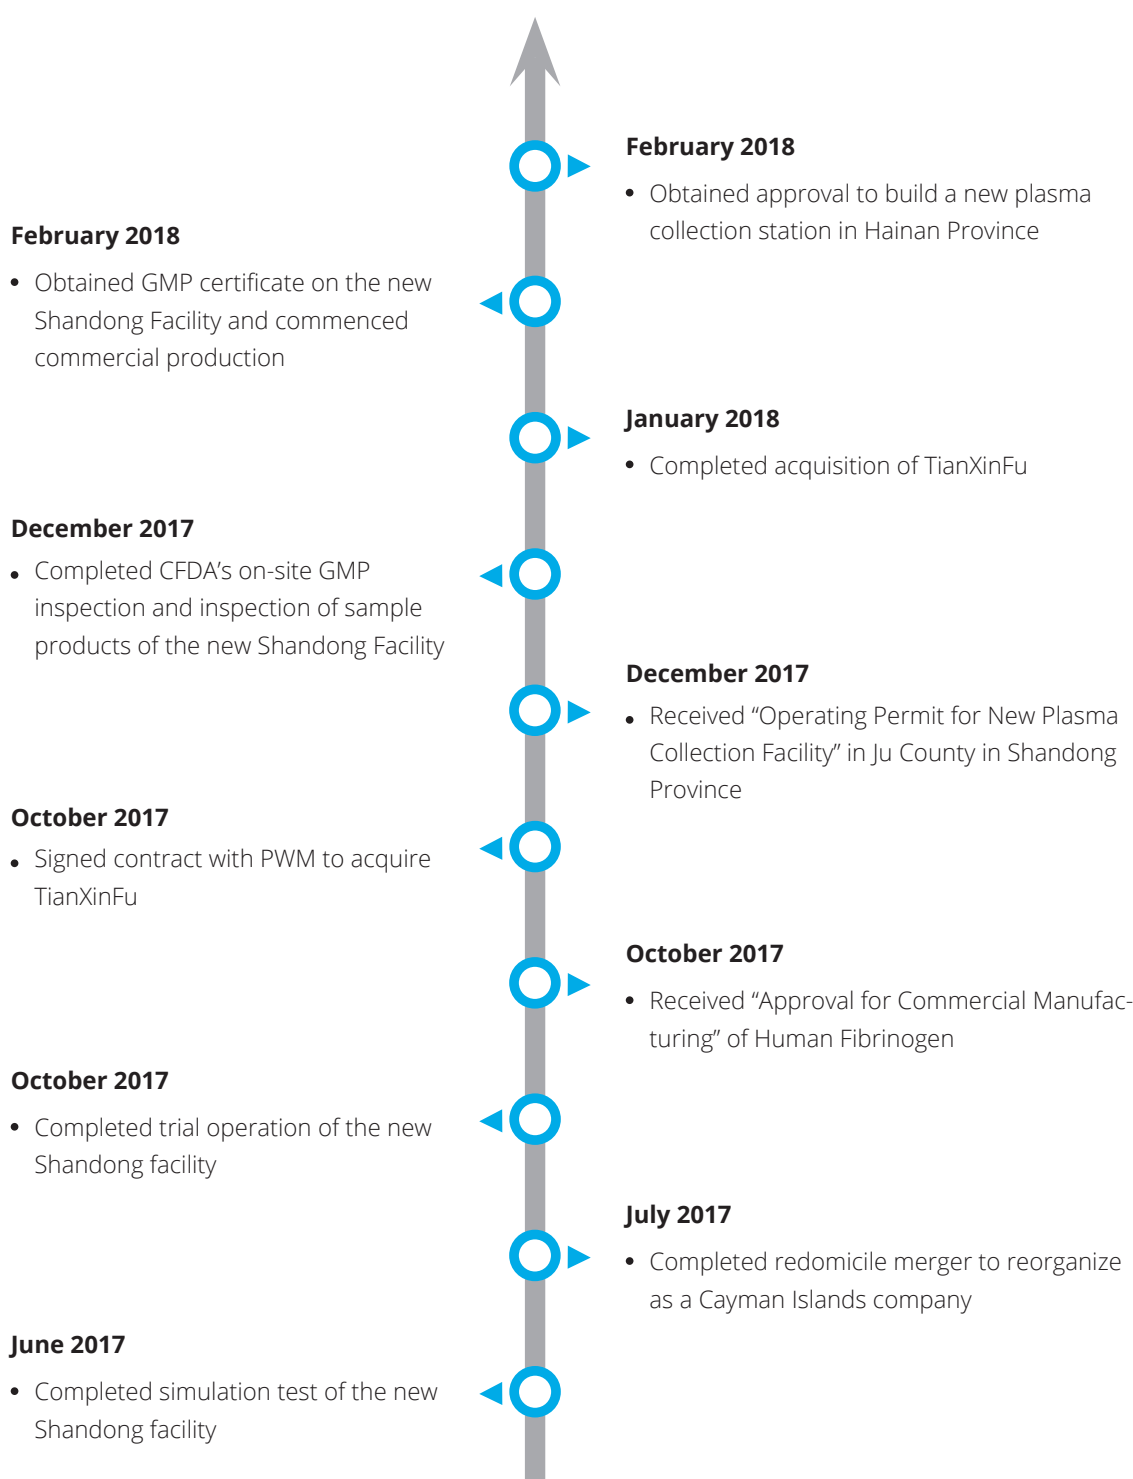 February 2018
• Obtained approval to build a new plasma
collection station in Hainan Province
February 2018
• Obtained GMP certificate on the new
Shandong Facility and commenced
commercial production
January 2018
• Completed acquisition of TianXinFu
December 2017
• Completed CFDA’s on-site GMP
inspection and inspection of sample
products of the new Shandong Facility
December 2017
• Received “Operating Permit for New Plasma
Collection Facility” in Ju County in Shandong
Province
October 2017
• Signed contract with PWM to acquire
TianXinFu
October 2017
• Received “Approval for Commercial Manufac-
turing” of Human Fibrinogen
October 2017
• Completed trial operation of the new
Shandong facility
July 2017
• Completed redomicile merger to reorganize
as a Cayman Islands company
June 2017
• Completed simulation test of the new
Shandong facility